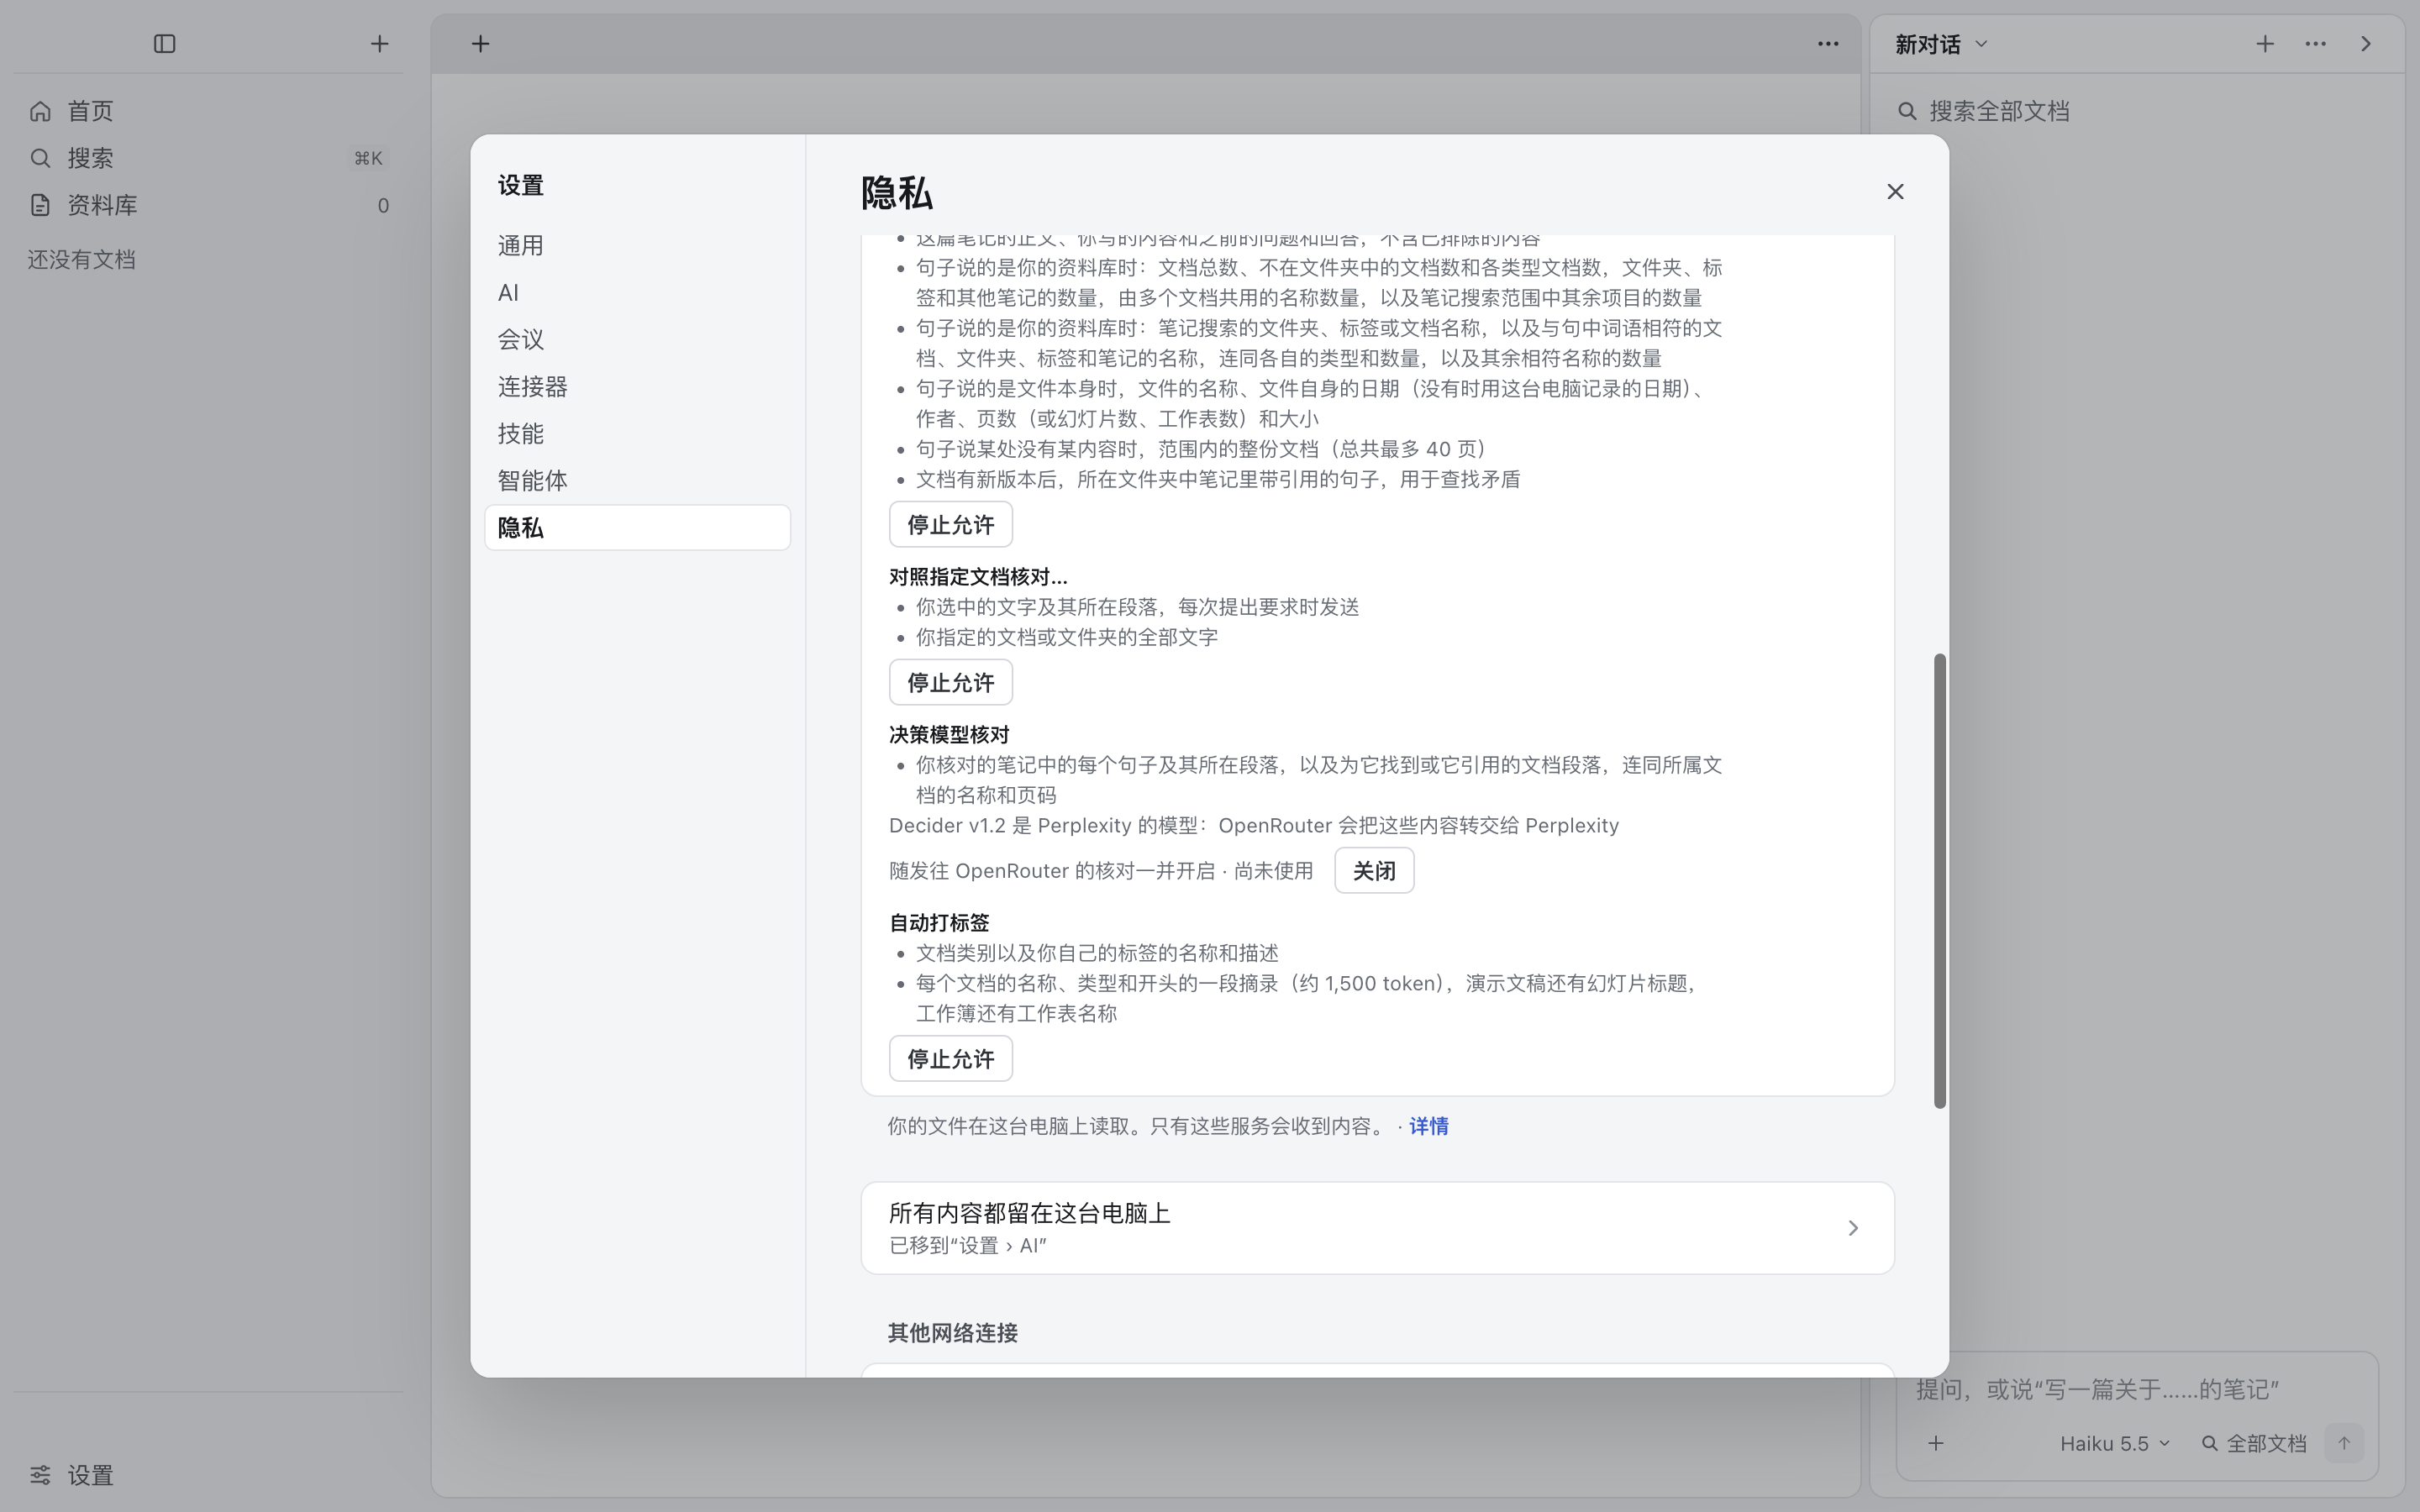 首页
搜索
⌘K
资料库
0
还没有文档
设置
新对话
搜索全部文档
设置
通用
AI
会议
连接器
技能
智能体
隐私
隐私
这篇笔记的正文、你写的内容和之前的问题和回答，不含已排除的内容
句子说的是你的资料库时：文档总数、不在文件夹中的文档数和各类型文档数，文件夹、标
签和其他笔记的数量，由多个文档共用的名称数量，以及笔记搜索范围中其余项目的数量
句子说的是你的资料库时：笔记搜索的文件夹、标签或文档名称，以及与句中词语相符的文
档、文件夹、标签和笔记的名称，连同各自的类型和数量，以及其余相符名称的数量
句子说的是文件本身时，文件的名称、文件自身的日期（没有时用这台电脑记录的日期）、
作者、页数（或幻灯片数、工作表数）和大小
句子说某处没有某内容时，范围内的整份文档（总共最多 40 页）
文档有新版本后，所在文件夹中笔记里带引用的句子，用于查找矛盾
停止允许
对照指定文档核对...
你选中的文字及其所在段落，每次提出要求时发送
你指定的文档或文件夹的全部文字
停止允许
决策模型核对
你核对的笔记中的每个句子及其所在段落，以及为它找到或它引用的文档段落，连同所属文
档的名称和页码
Decider v1.2 是 Perplexity 的模型：OpenRouter 会把这些内容转交给 Perplexity
随发往 OpenRouter 的核对一并开启 · 尚未使用
关闭
自动打标签
文档类别以及你自己的标签的名称和描述
每个文档的名称、类型和开头的一段摘录（约 1,500 token），演示文稿还有幻灯片标题，
工作簿还有工作表名称
停止允许
你的文件在这台电脑上读取。只有这些服务会收到内容。 · 详情
所有内容都留在这台电脑上
已移到“设置 › AI”
其他网络连接
提问，或说“写一篇关于……的笔记”
Haiku 5.5
全部文档